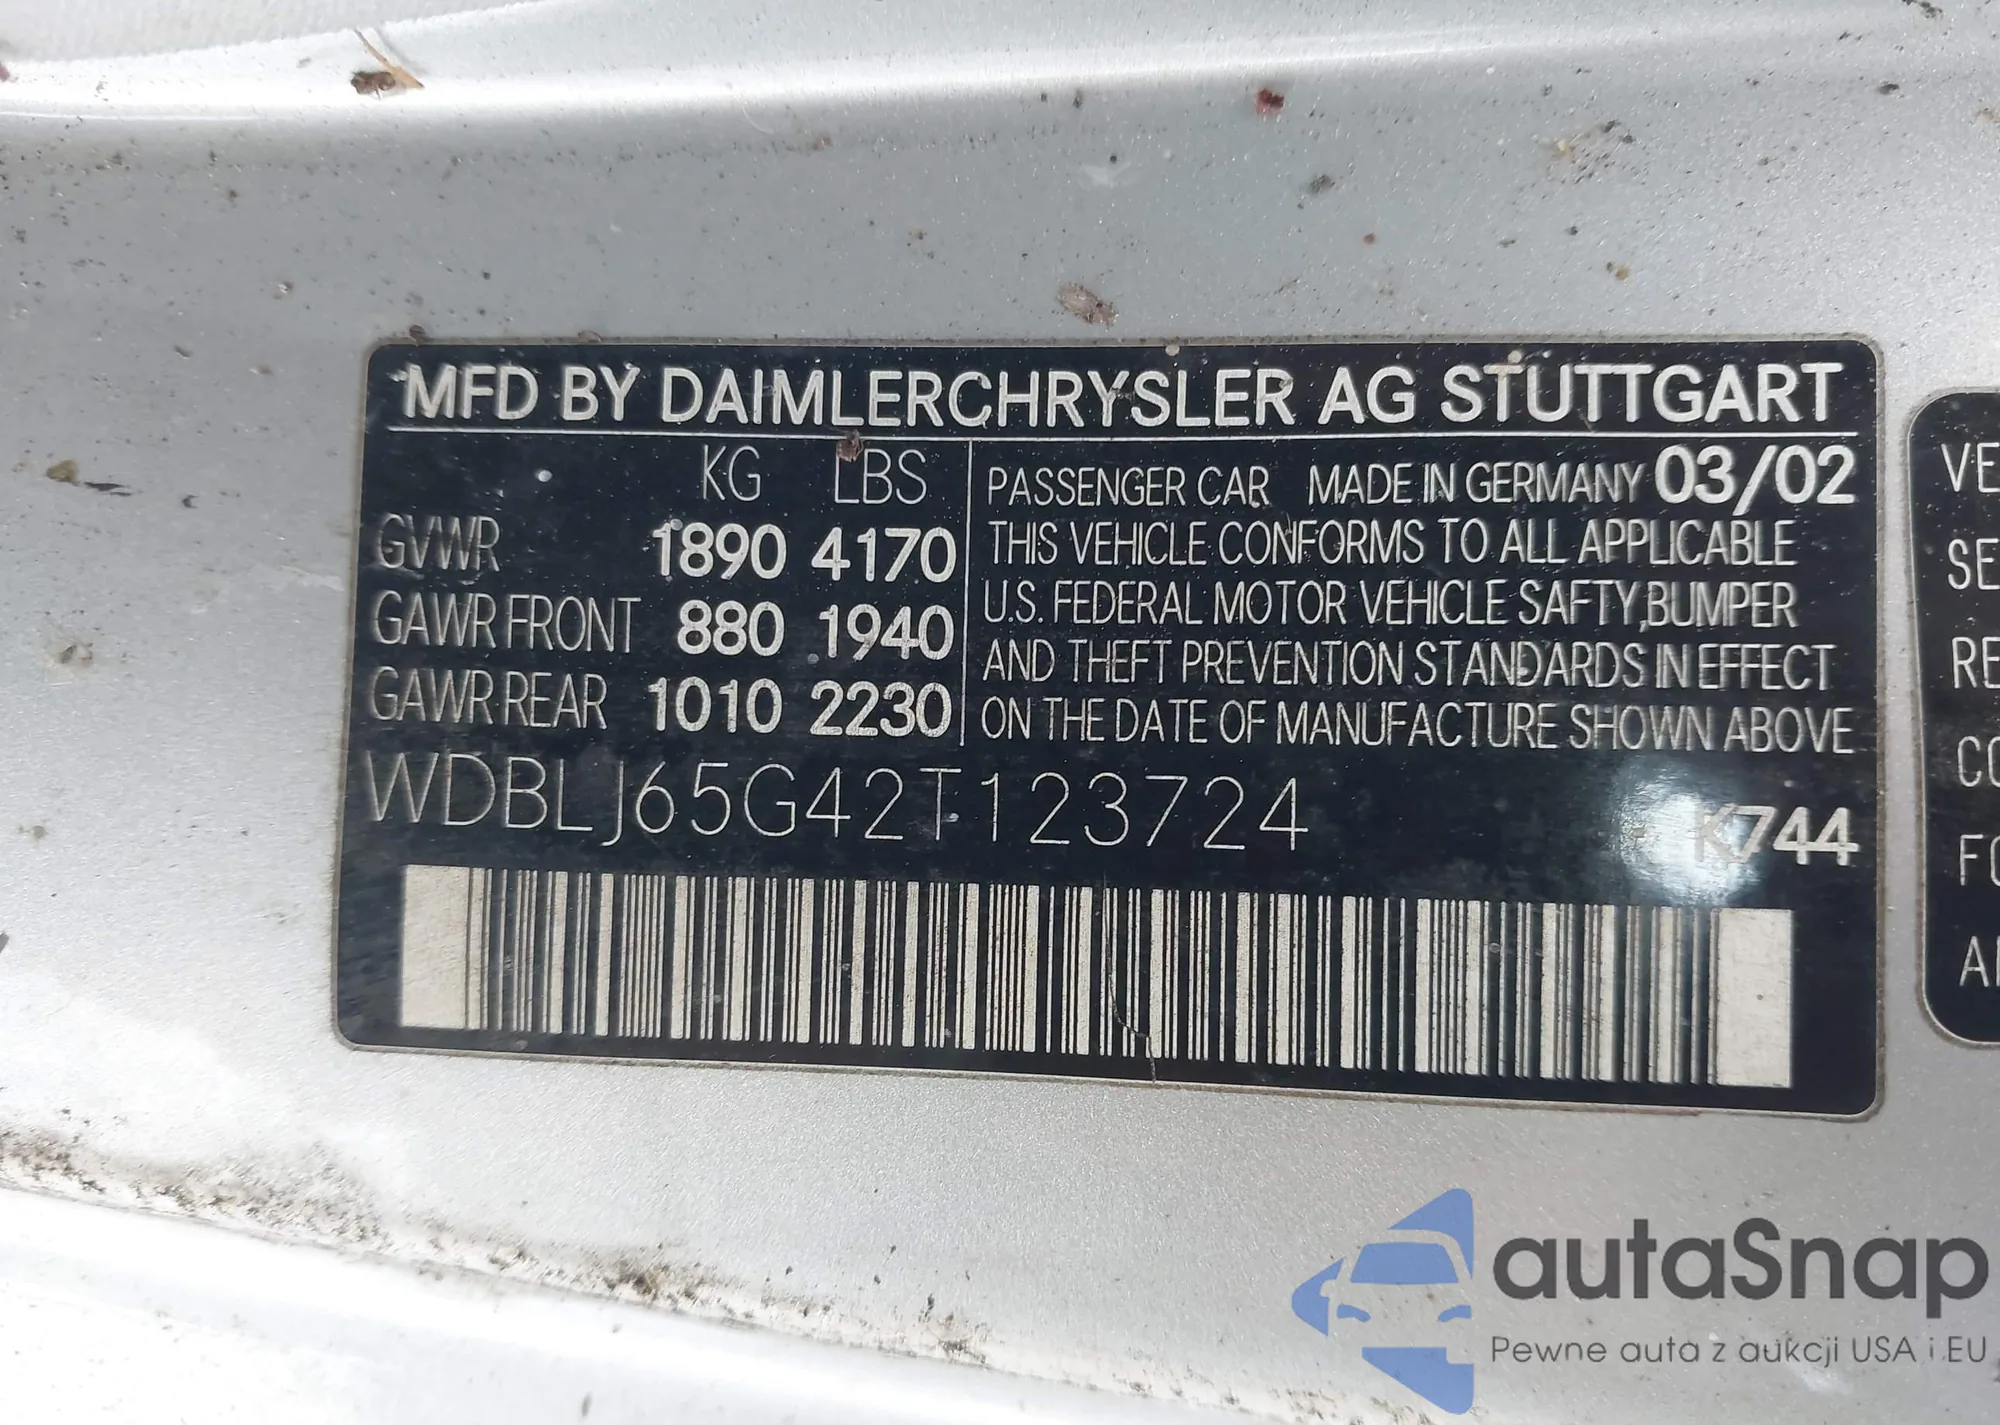 MFD BY DAIMLERCHRYSLER AG STUTTGART
KG LBS
GVWR 1890 4170
GAWR FRONT 880 1940
GAWR REAR 1010 2230
PASSENGER CAR MADE IN GERMANY 03/02
THIS VEHICLE CONFORMS TO ALL APPLICABLE
U.S. FEDERAL MOTOR VEHICLE SAFTY,BUMPER
AND THEFT PREVENTION STANDARDS IN EFFECT
ON THE DATE OF MANUFACTURE SHOWN ABOVE
WDBLJ65G42T123724
K744
autaSnap
Pewne auta z aukcji USA i EU